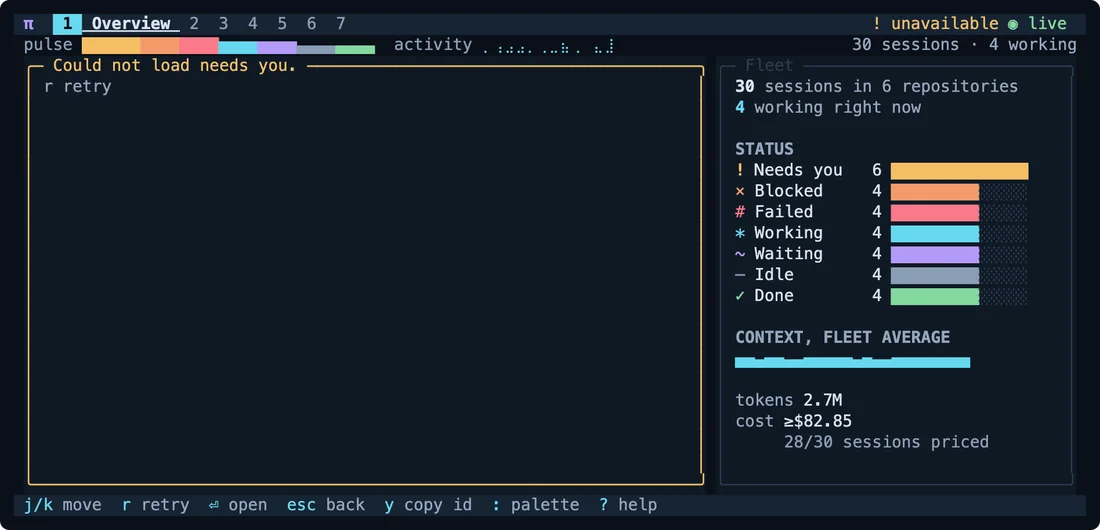 π 1 Overview 2 3 4 5 6 7 ! unavailable ◉ live
pulse activity 30 sessions · 4 working
Could not load needs you.
r retry
Fleet
30 sessions in 6 repositories
4 working right now
STATUS
! Needs you 6
× Blocked 4
# Failed 4
* Working 4
~ Waiting 4
— Idle 4
✓ Done 4
CONTEXT, FLEET AVERAGE
tokens 2.7M
cost ≥$82.85
28/30 sessions priced
j/k move r retry ⏎ open esc back y copy id : palette ? help